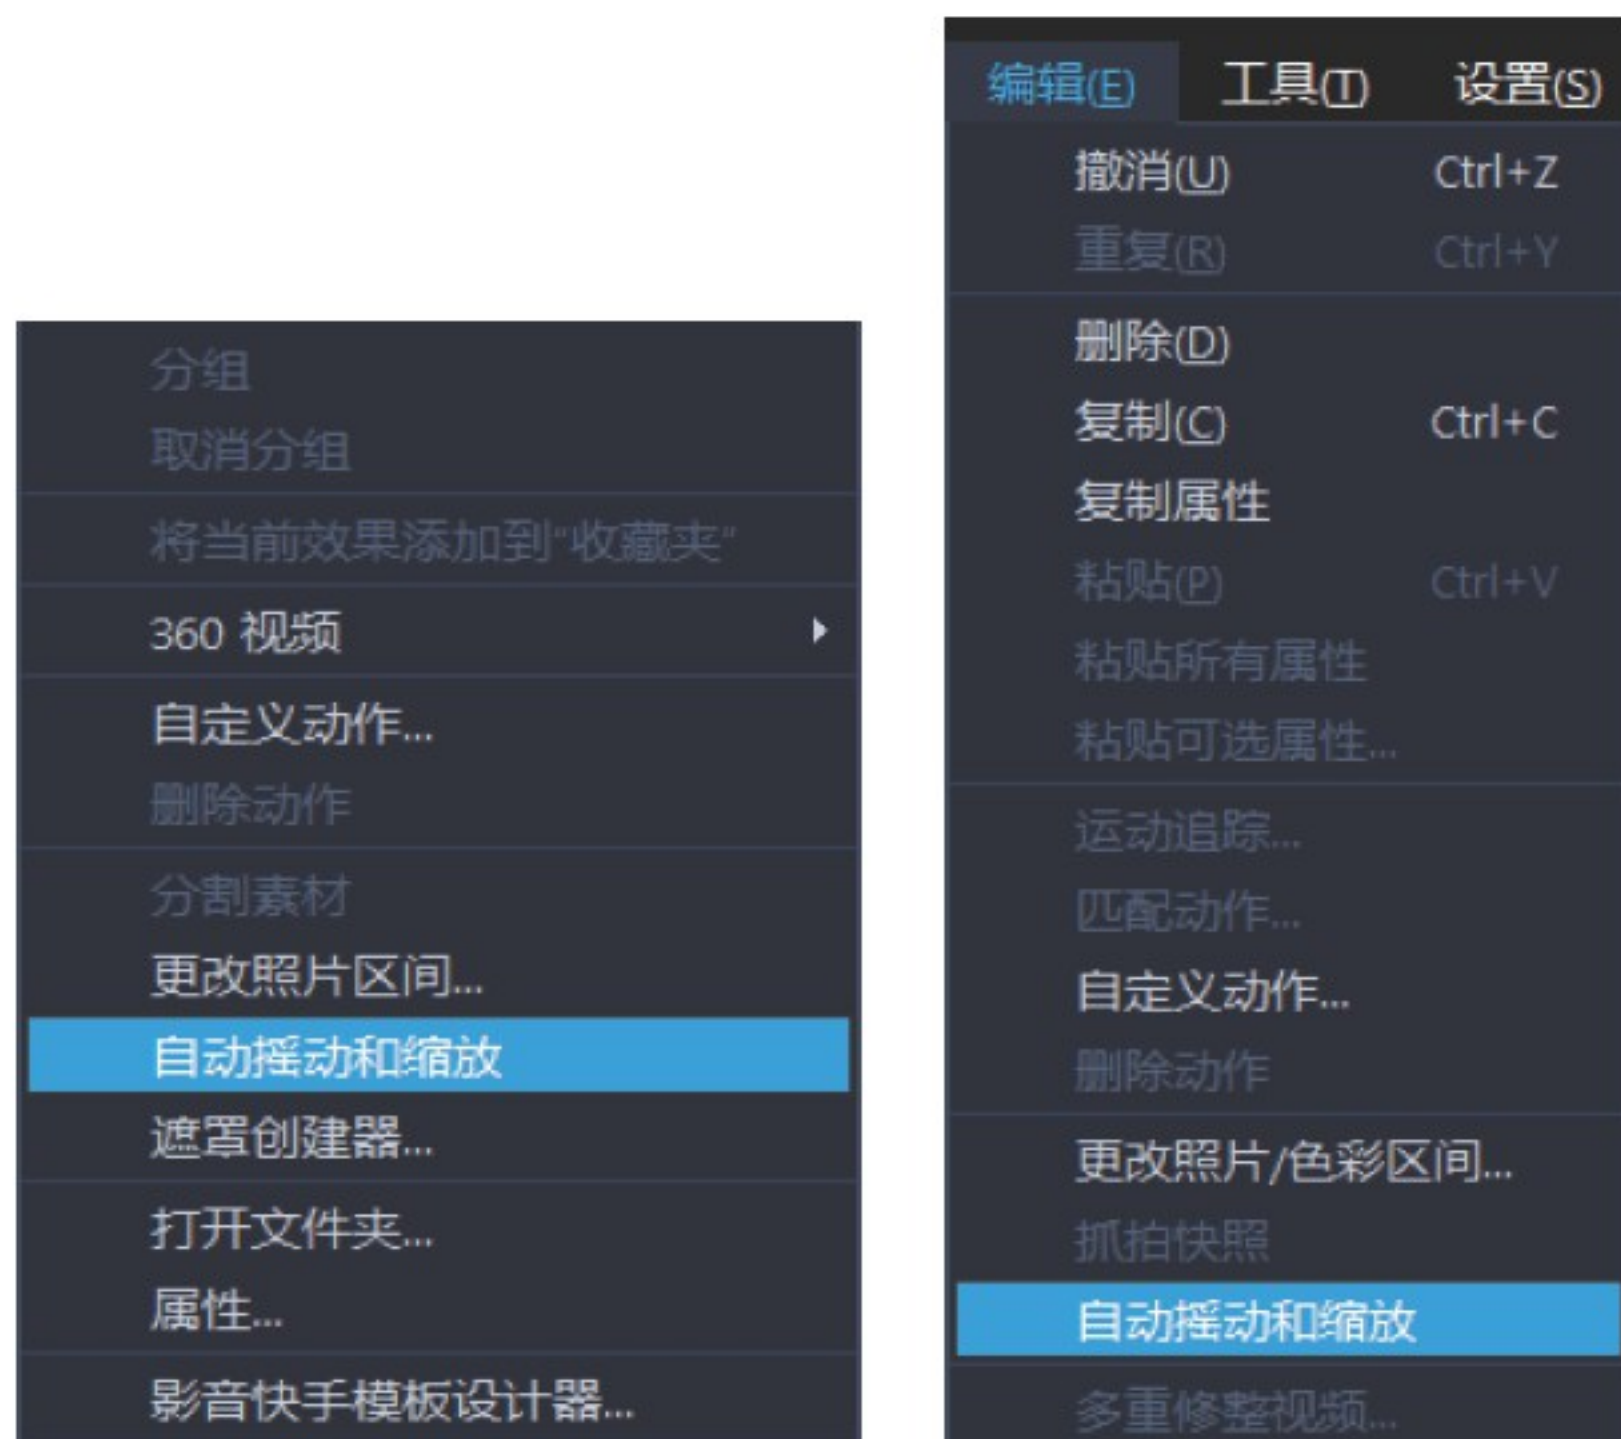 分组
取消分组
将当前效果添加到“收藏夹”
360 视频
自定义动作...
删除动作
分割素材
更改照片区间...
自动摇动和缩放
遮罩创建器...
打开文件夹...
属性...
影音快手模板设计器...
编辑(E) 工具(T) 设置(S)
撤消(U) Ctrl+Z
重复(R) Ctrl+Y
删除(D)
复制(C) Ctrl+C
复制属性
粘贴(P) Ctrl+V
粘贴所有属性
粘贴可选属性...
运动追踪...
匹配动作...
自定义动作...
删除动作
更改照片/色彩区间...
抓拍快照
自动摇动和缩放
多重修整视频...